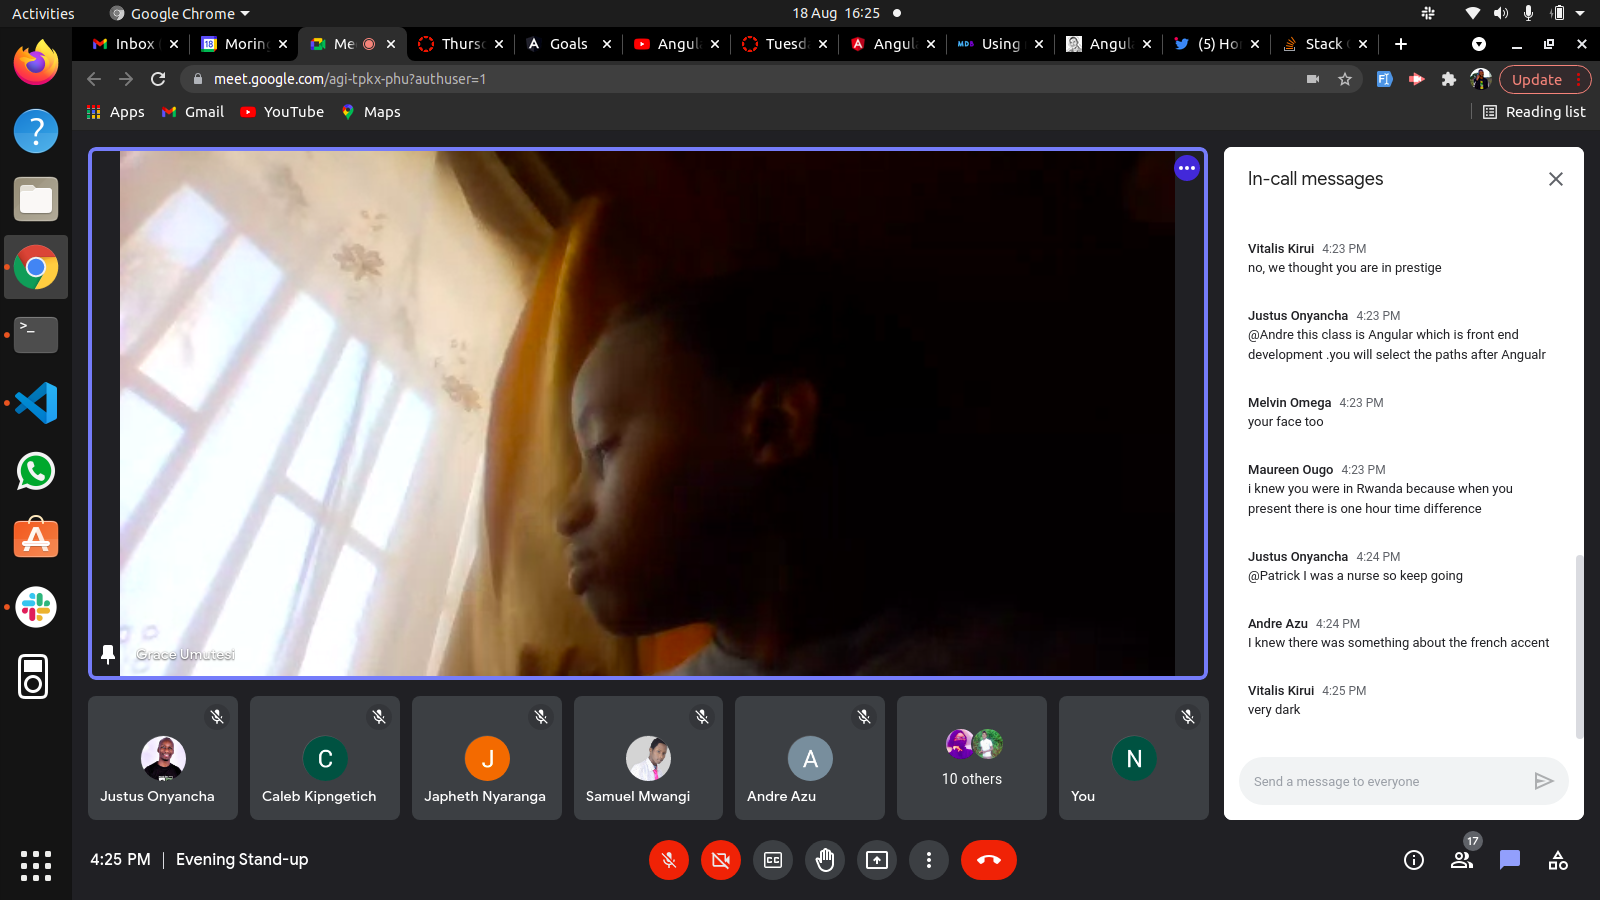 Activities
Google Chrome
18 Aug 16:25
Inbox
Moring
Me
Thurs
Goals
Angul
Tuesd
Angul
Using
Angul
(5) Ho
Stack
meet.google.com/agi-tpkx-phu?authuser=1
Update
Apps
Gmail
YouTube
Maps
Reading list
In-call messages
Vitalis Kirui 4:23 PM
no, we thought you are in prestige
Justus Onyancha 4:23 PM
@Andre this class is Angular which is front end
development .you will select the paths after Angualr
Melvin Omega 4:23 PM
your face too
Maureen Ougo 4:23 PM
i knew you were in Rwanda because when you
present there is one hour time difference
Justus Onyancha 4:24 PM
@Patrick I was a nurse so keep going
Andre Azu 4:24 PM
I knew there was something about the french accent
Vitalis Kirui 4:25 PM
very dark
Send a message to everyone
Grace Umutesi
Justus Onyancha
C
Caleb Kipngetich
J
Japheth Nyaranga
Samuel Mwangi
A
Andre Azu
10 others
N
You
4:25 PM | Evening Stand-up
17